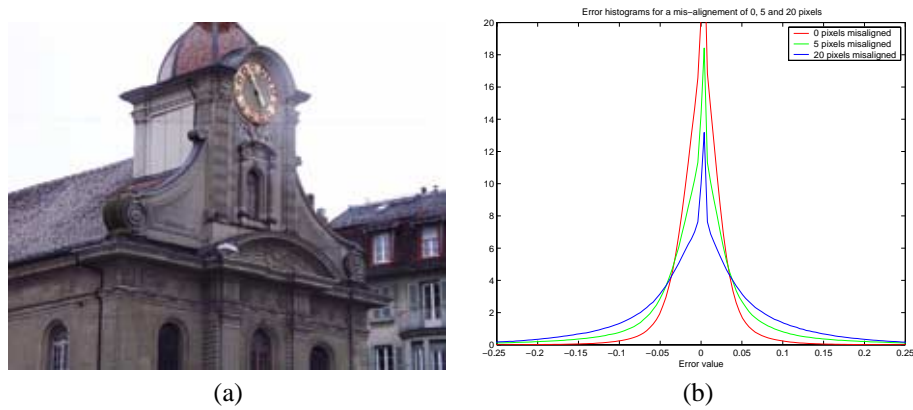 Error histograms for a mis−alignement of 0, 5 and 20 pixels
20
18
16
14
12
10
8
6
4
2
0
0 pixels misaligned
5 pixels misaligned
20 pixels misaligned
−0.25 −0.2 −0.15 −0.1 −0.05 0 0.05 0.1 0.15 0.2 0.25
Error value
(a) (b)